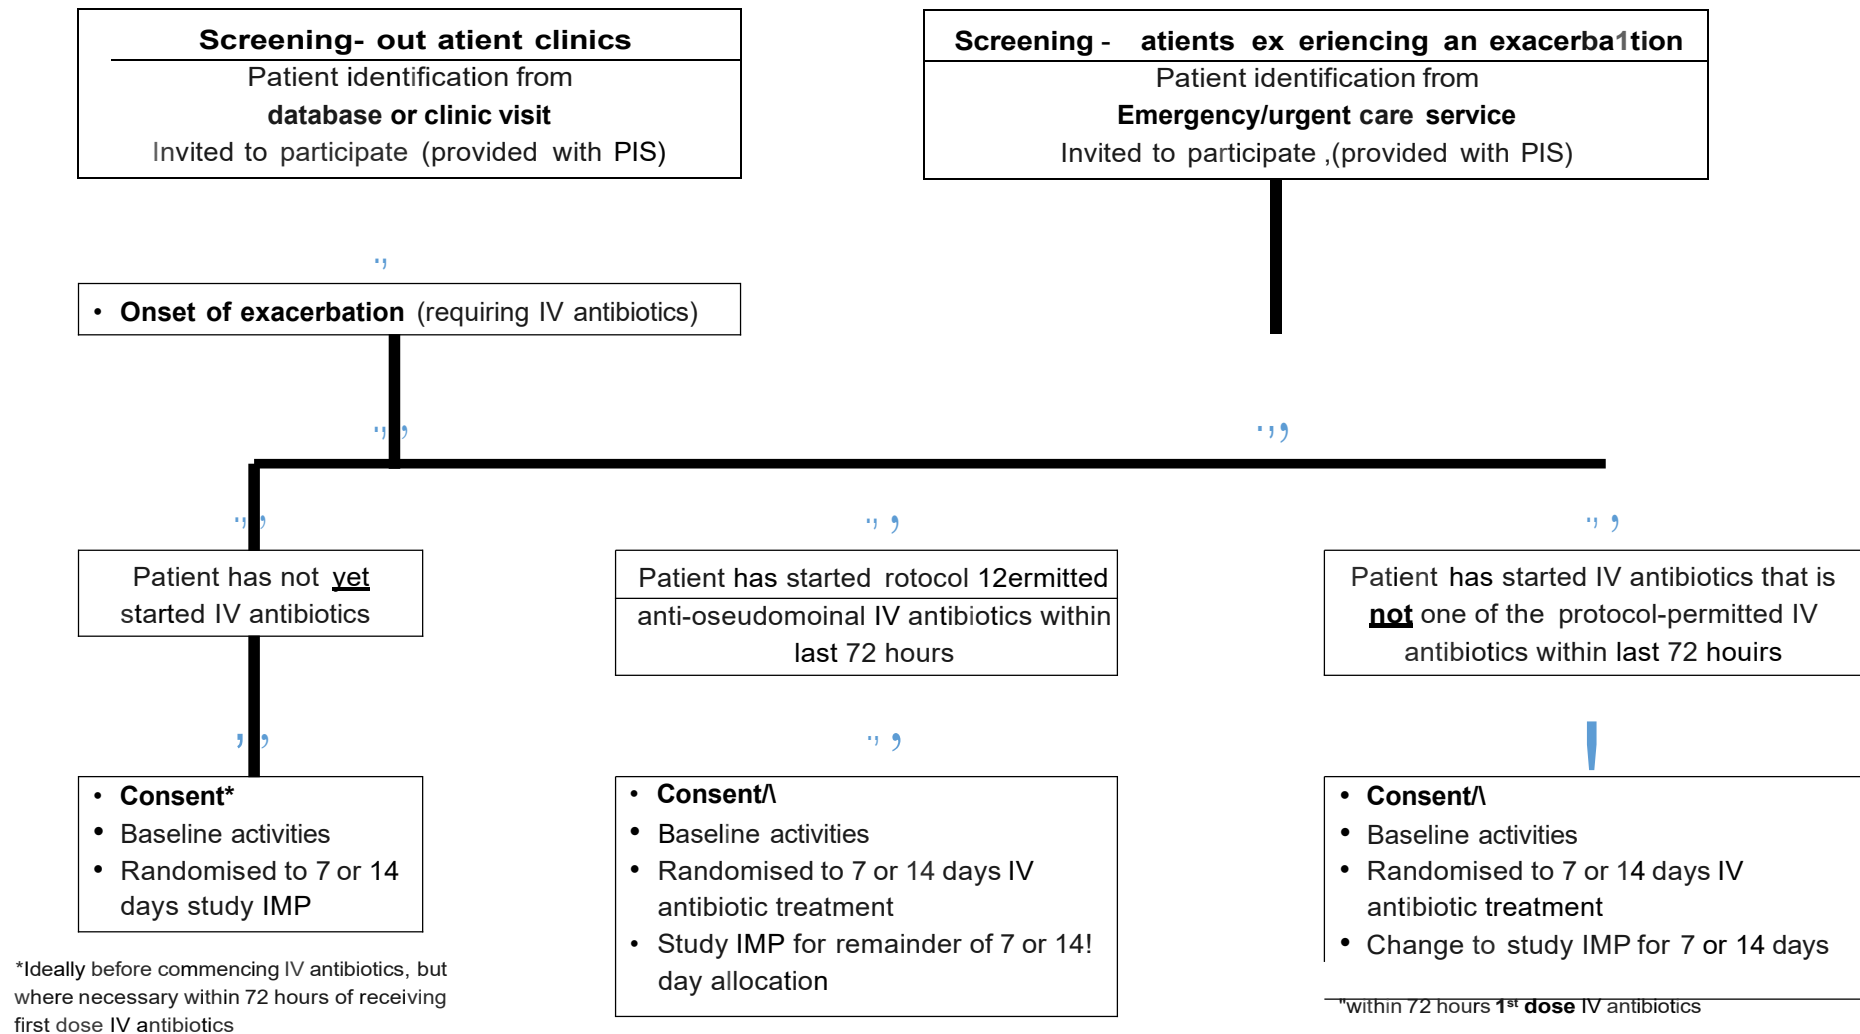 Screening- out atient clinics
Patient identification from
database or clinic visit
Invited to participate (provided with PIS)
Screening - atients ex eriencing an exacerba1tion
Patient identification from
Emergency/urgent care service
Invited to participate ,(provided with PIS)
• Onset of exacerbation (requiring IV antibiotics)
Patient has not yet
started IV antibiotics
Patient has started rotocol 12ermitted
anti-oseudomoinal IV antibiotics within
last 72 hours
Patient has started IV antibiotics that is
not one of the protocol-permitted IV
antibiotics within last 72 houirs
• Consent*
• Baseline activities
• Randomised to 7 or 14
days study IMP
• Consent/\
• Baseline activities
• Randomised to 7 or 14 days IV
antibiotic treatment
• Study IMP for remainder of 7 or 14!
day allocation
• Consent/\
• Baseline activities
• Randomised to 7 or 14 days IV
antibiotic treatment
• Change to study IMP for 7 or 14 days
*Ideally before commencing IV antibiotics, but
where necessary within 72 hours of receiving
first dose IV antibiotics
"within 72 hours 1st dose IV antibiotics